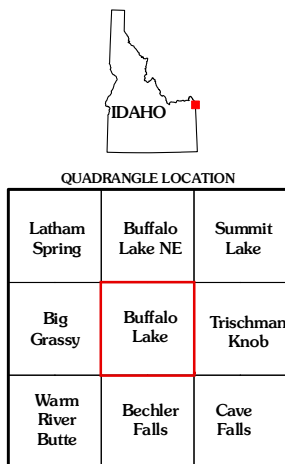 IDAHO
QUADRANGLE LOCATION
Latham
Spring
Buffalo
Lake NE
Summit
Lake
Big
Grassy
Buffalo
Lake
Trischman
Knob
Warm
River
Butte
Bechler
Falls
Cave
Falls